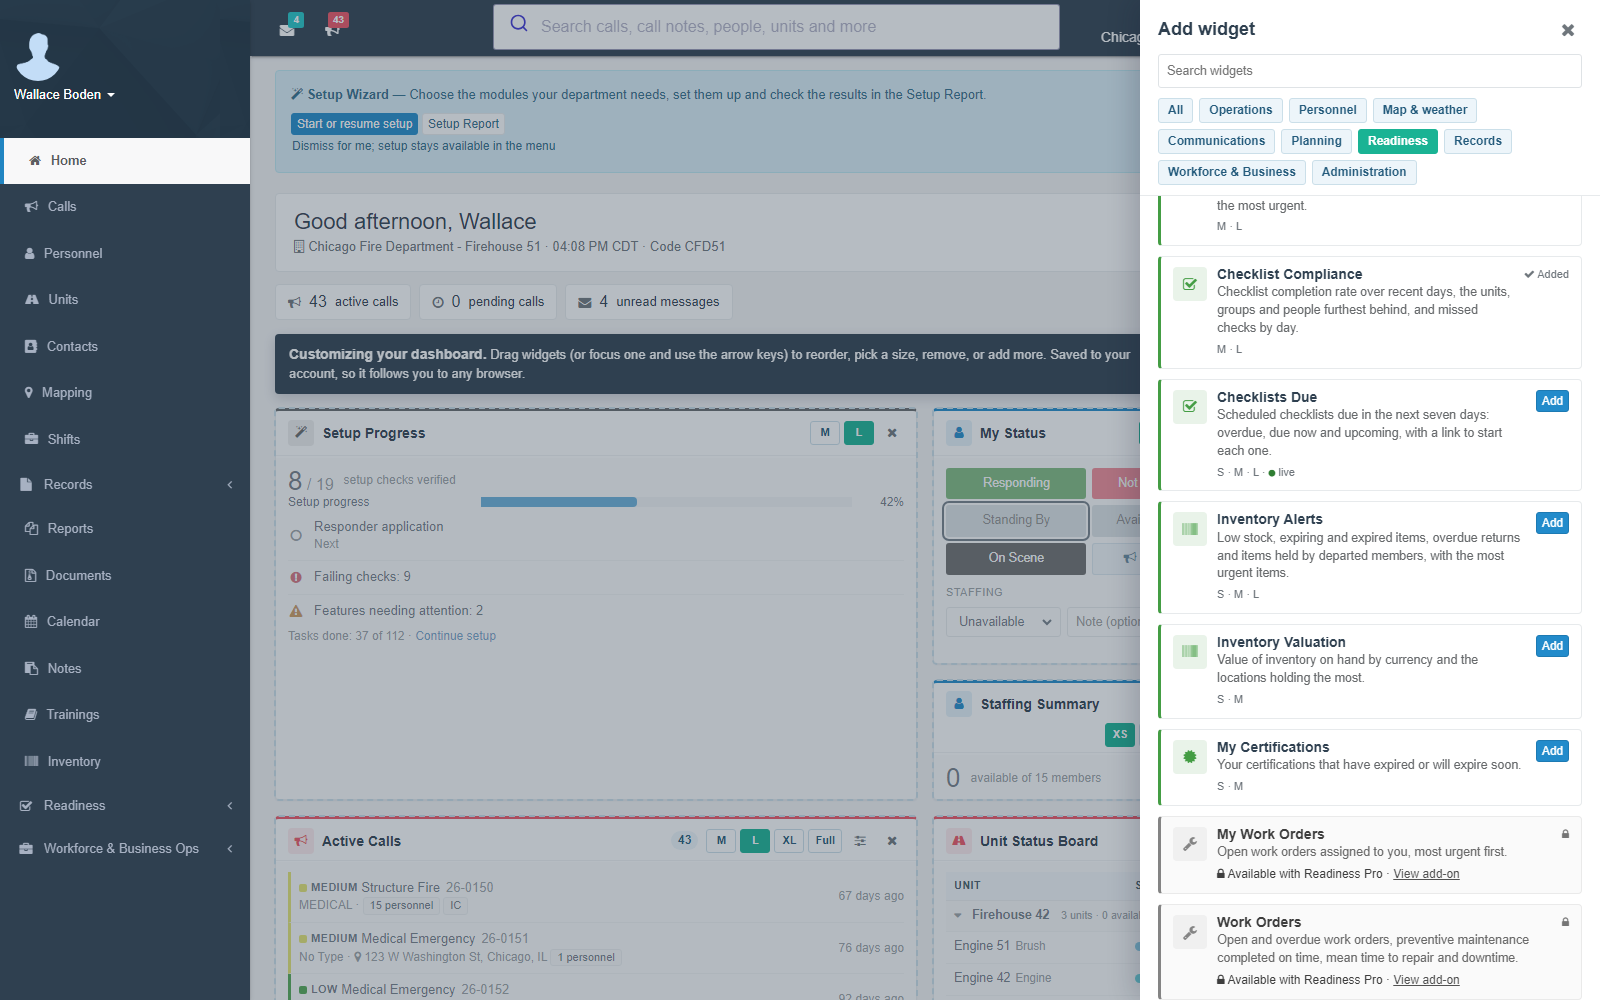 Wallace Boden
Home
Calls
Personnel
Units
Contacts
Mapping
Shifts
Records
Reports
Documents
Calendar
Notes
Trainings
Inventory
Readiness
Workforce & Business Ops
4
43
Search calls, call notes, people, units and more
Setup Wizard — Choose the modules your department needs, set them up and check the results in the Setup Report.
Start or resume setup
Setup Report
Dismiss for me; setup stays available in the menu
Good afternoon, Wallace
Chicago Fire Department - Firehouse 51 · 04:08 PM CDT · Code CFD51
43 active calls
0 pending calls
4 unread messages
Customizing your dashboard. Drag widgets (or focus one and use the arrow keys) to reorder, pick a size, remove, or add more. Saved to your
account, so it follows you to any browser.
Setup Progress
M L
8 / 19 setup checks verified
Setup progress 42%
Responder application
Next
Failing checks: 9
Features needing attention: 2
Tasks done: 37 of 112 · Continue setup
My Status
Responding
Not
Standing By
On Scene
STAFFING
Unavailable
Staffing Summary
XS
0 available of 15 members
Active Calls
43 M L XL Full
MEDIUM Structure Fire 26-0150
MEDICAL · 15 personnel IC
67 days ago
MEDIUM Medical Emergency 26-0151
No Type · 123 W Washington St, Chicago, IL 1 personnel
76 days ago
LOW Medical Emergency 26-0152
92 days ago
Unit Status Board
UNIT
Firehouse 42 3 units · 0
Engine 51 Brush
Engine 42 Engine
Add widget
Search widgets
All
Operations
Personnel
Map & weather
Communications
Planning
Readiness
Records
Workforce & Business
Administration
the most urgent.
M · L
Checklist Compliance
Added
Checklist completion rate over recent days, the units,
groups and people furthest behind, and missed
checks by day.
M · L
Checklists Due
Add
Scheduled checklists due in the next seven days:
overdue, due now and upcoming, with a link to start
each one.
S · M · L · live
Inventory Alerts
Add
Low stock, expiring and expired items, overdue returns
and items held by departed members, with the most
urgent items.
S · M · L
Inventory Valuation
Add
Value of inventory on hand by currency and the
locations holding the most.
S · M
My Certifications
Add
Your certifications that have expired or will expire soon.
S · M
My Work Orders
Open work orders assigned to you, most urgent first.
Available with Readiness Pro · View add-on
Work Orders
Open and overdue work orders, preventive maintenance
completed on time, mean time to repair and downtime.
Available with Readiness Pro · View add-on